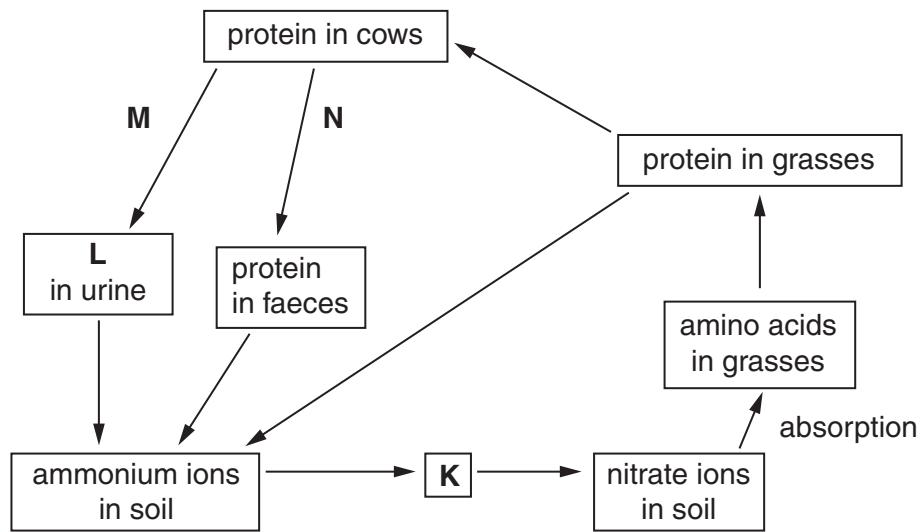 protein in cows
M
N
protein in grasses
L
in urine
protein
in faeces
amino acids
in grasses
absorption
ammonium ions
in soil
K
nitrate ions
in soil